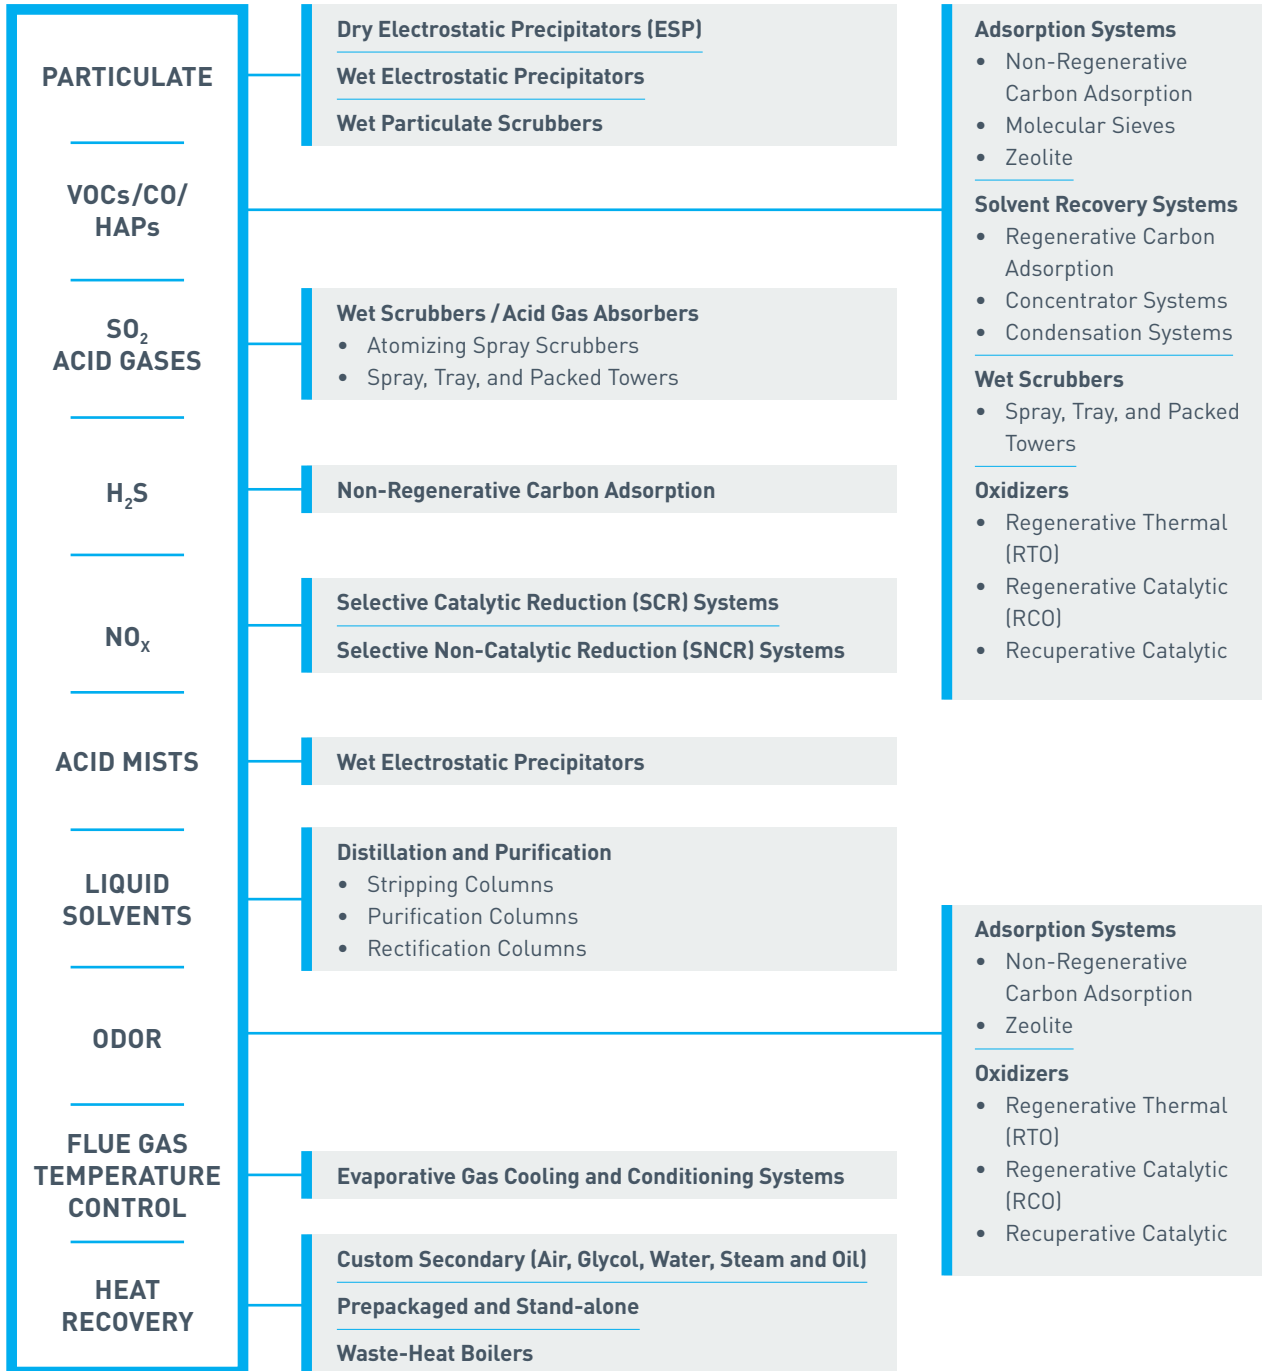 PARTICULATE
Dry Electrostatic Precipitators (ESP)
Wet Electrostatic Precipitators
Wet Particulate Scrubbers
VOCs/CO/
HAPs
Adsorption Systems
• Non-Regenerative
Carbon Adsorption
• Molecular Sieves
• Zeolite
Solvent Recovery Systems
• Regenerative Carbon
Adsorption
• Concentrator Systems
• Condensation Systems
Wet Scrubbers
• Spray, Tray, and Packed
Towers
Oxidizers
• Regenerative Thermal
(RTO)
• Regenerative Catalytic
(RCO)
• Recuperative Catalytic
SO₂
ACID GASES
Wet Scrubbers / Acid Gas Absorbers
• Atomizing Spray Scrubbers
• Spray, Tray, and Packed Towers
H₂S
Non-Regenerative Carbon Adsorption
NOₓ
Selective Catalytic Reduction (SCR) Systems
Selective Non-Catalytic Reduction (SNCR) Systems
ACID MISTS
Wet Electrostatic Precipitators
LIQUID
SOLVENTS
Distillation and Purification
• Stripping Columns
• Purification Columns
• Rectification Columns
ODOR
Adsorption Systems
• Non-Regenerative
Carbon Adsorption
• Zeolite
Oxidizers
• Regenerative Thermal
(RTO)
• Regenerative Catalytic
(RCO)
• Recuperative Catalytic
FLUE GAS
TEMPERATURE
CONTROL
Evaporative Gas Cooling and Conditioning Systems
HEAT
RECOVERY
Custom Secondary (Air, Glycol, Water, Steam and Oil)
Prepackaged and Stand-alone
Waste-Heat Boilers